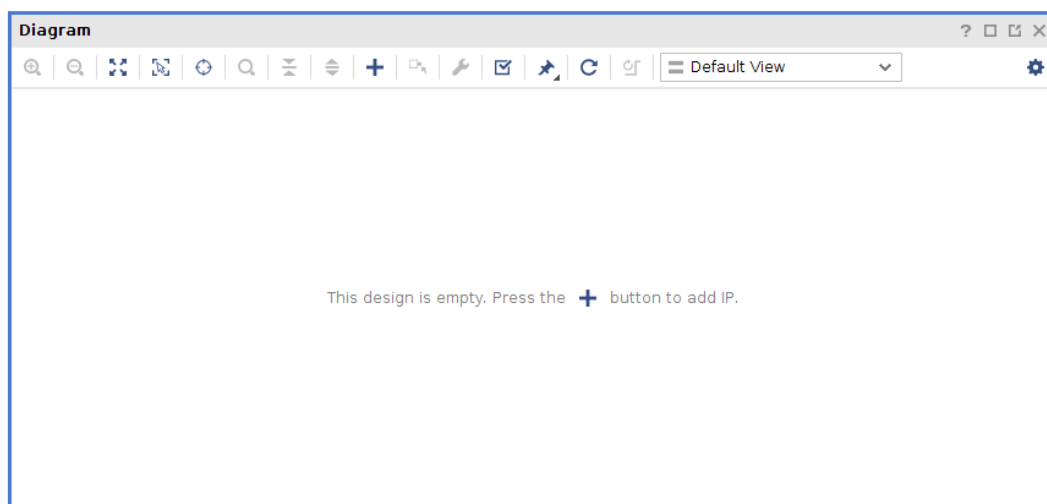 Diagram
Default View
This design is empty. Press the + button to add IP.